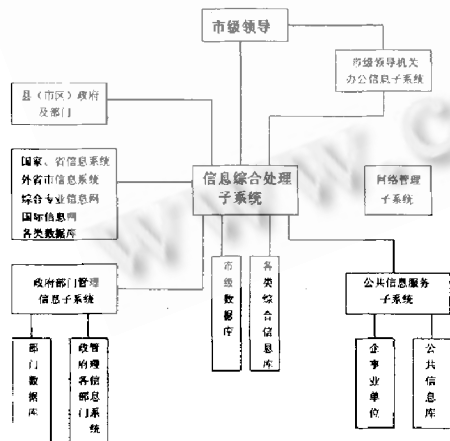 市级领导
市级领导机关
办公信息子系统
县（市区）政府
及部门
国家、省信息系统
外省市信息系统
综合专业信息网
国际信息网
各类数据库
信息综合处理
子系统
网络管理
子系统
政府部门管理
信息子系统
市级数据库
各类综合信息库
公共信息服务
子系统
部门数据库
政府各部门
管理信息系统
企事业单位
公共信息库
www.c